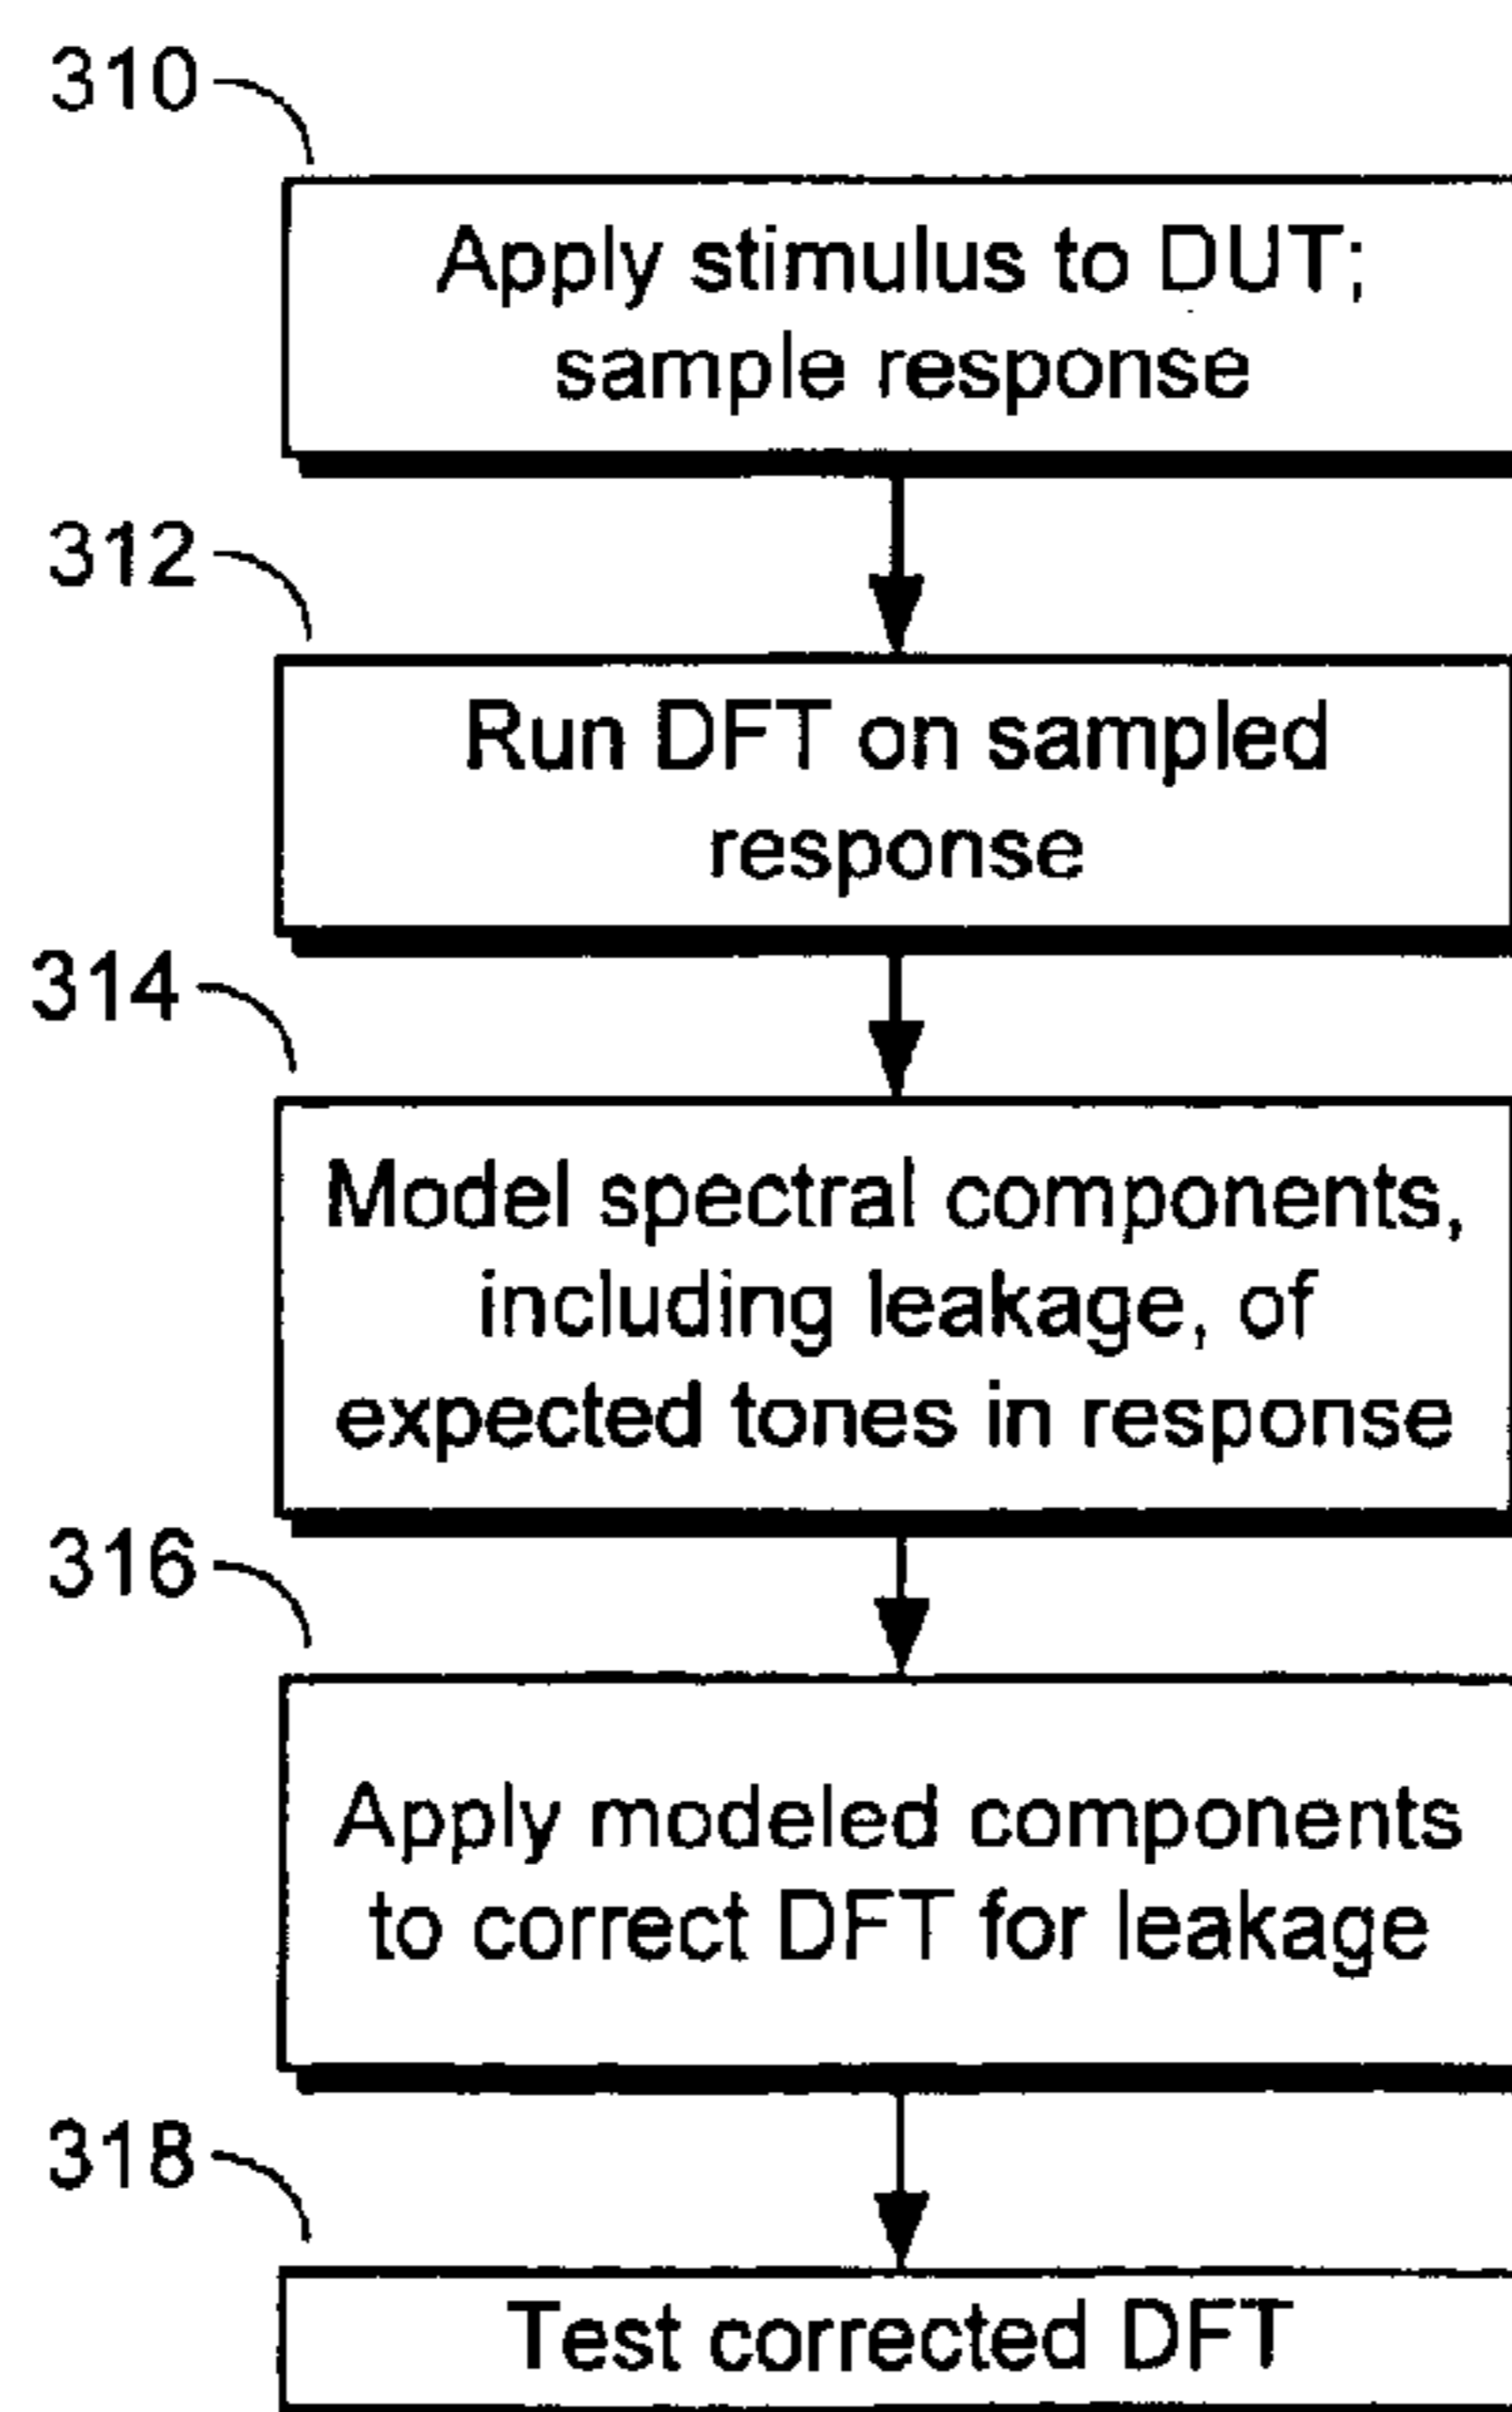 310
Apply stimulus to DUT;
sample response
312
Run DFT on sampled
response
314
Model spectral components,
including leakage, of
expected tones in response
316
Apply modeled components
to correct DFT for leakage
318
Test corrected DFT